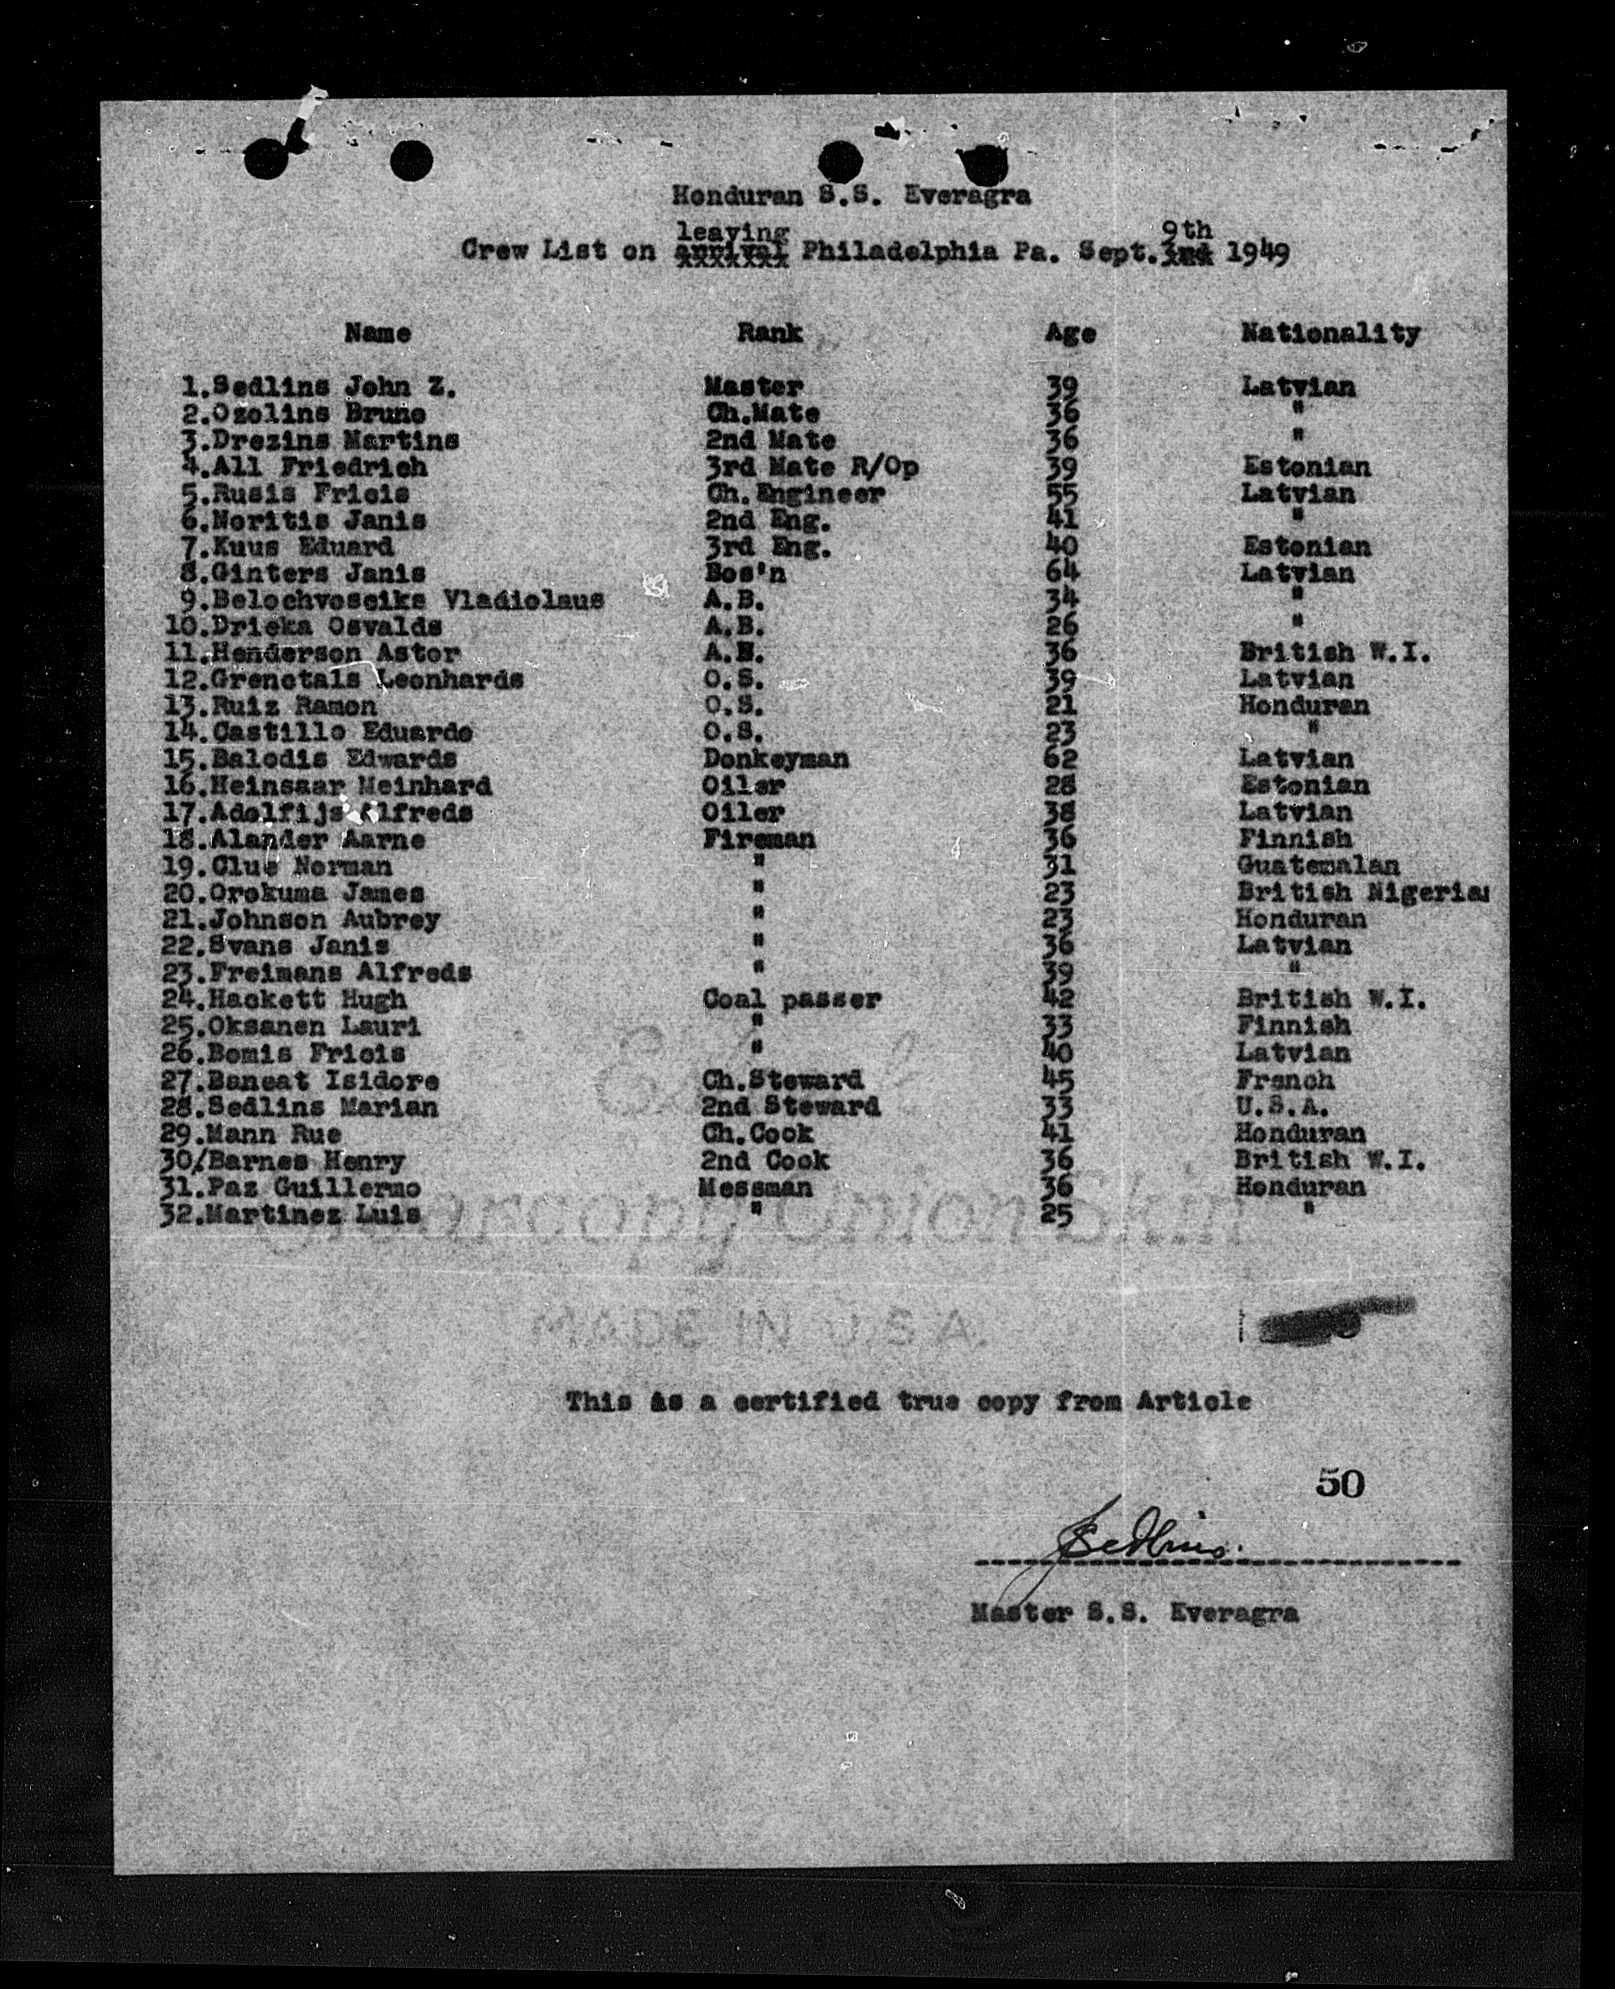 Honduran S.S. Everagra
leaving 9th
Crew List on arrival Philadelphia Pa. Sept.3rd 1949
Name Rank Age Nationality
1.Sedlins John Z. Master 39 Latvian
2.Ozolins Bruno Ch.Mate 36 "
3.Drezins Martins 2nd Mate 36 "
4.All Friedrich 3rd Mate R/Op 39 Estonian
5.Rusis Fricis Ch.Engineer 55 Latvian
6.Noritis Janis 2nd Eng. 41 "
7.Kuus Eduard 3rd Eng. 40 Estonian
8.Ginters Janis Bos'n 64 Latvian
9.Belochvosciks Vladiolaus A.B. 34 "
10.Drieka Osvalds A.B. 26 "
11.Henderson Astor A.B. 36 British W.I.
12.Grenctals Leonhards O.S. 39 Latvian
13.Ruiz Ramon O.S. 21 Honduran
14.Castillo Eduardo O.S. 23 "
15.Balodis Edwards Donkeyman 62 Latvian
16.Heinsaar Meinhard Oiler 28 Estonian
17.Adolfijs Alfreds Oiler 38 Latvian
18.Alander Aarne Fireman 36 Finnish
19.Clue Norman " 31 Guatemalan
20.Orokuma James " 23 British Nigerian
21.Johnson Aubrey " 23 Honduran
22.Svans Janis " 36 Latvian
23.Freimans Alfreds " 39 "
24.Hackett Hugh Coal passer 42 British W.I.
25.Oksanen Lauri " 33 Finnish
26.Bomis Fricis " 40 Latvian
27.Baneat Isidore Ch.Steward 45 French
28.Sedlins Marian 2nd Steward 33 U.S.A.
29.Mann Rue Ch.Cook 41 Honduran
30/Barnes Henry 2nd Cook 36 British W.I.
31.Paz Guillermo Messman 36 Honduran
32.Martinez Luis " 25 "
Clearcopy Onion Skin
MADE IN U.S.A.
This is a certified true copy from Article
50
JSedlins.
Master S.S. Everagra